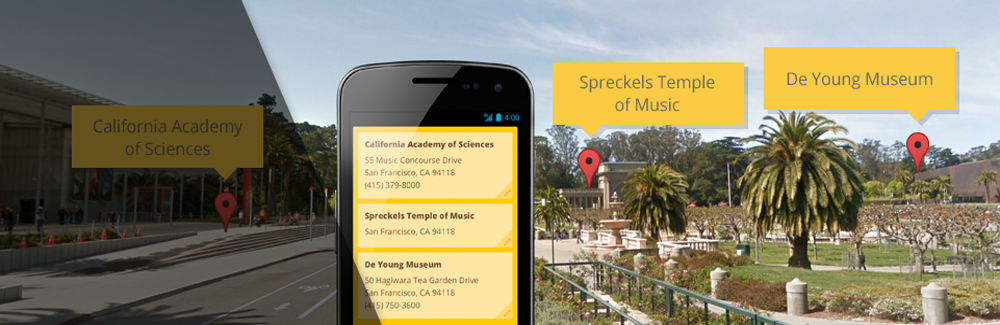 California Academy
of Sciences
4:00
California Academy of Sciences
55 Music Concourse Drive
San Francisco, CA 94118
(415) 379-8000
Spreckels Temple of Music
San Francisco, CA 94118
De Young Museum
50 Hagiwara Tea Garden Drive
San Francisco, CA 94118
(415) 750-3600
Spreckels Temple
of Music
De Young Museum